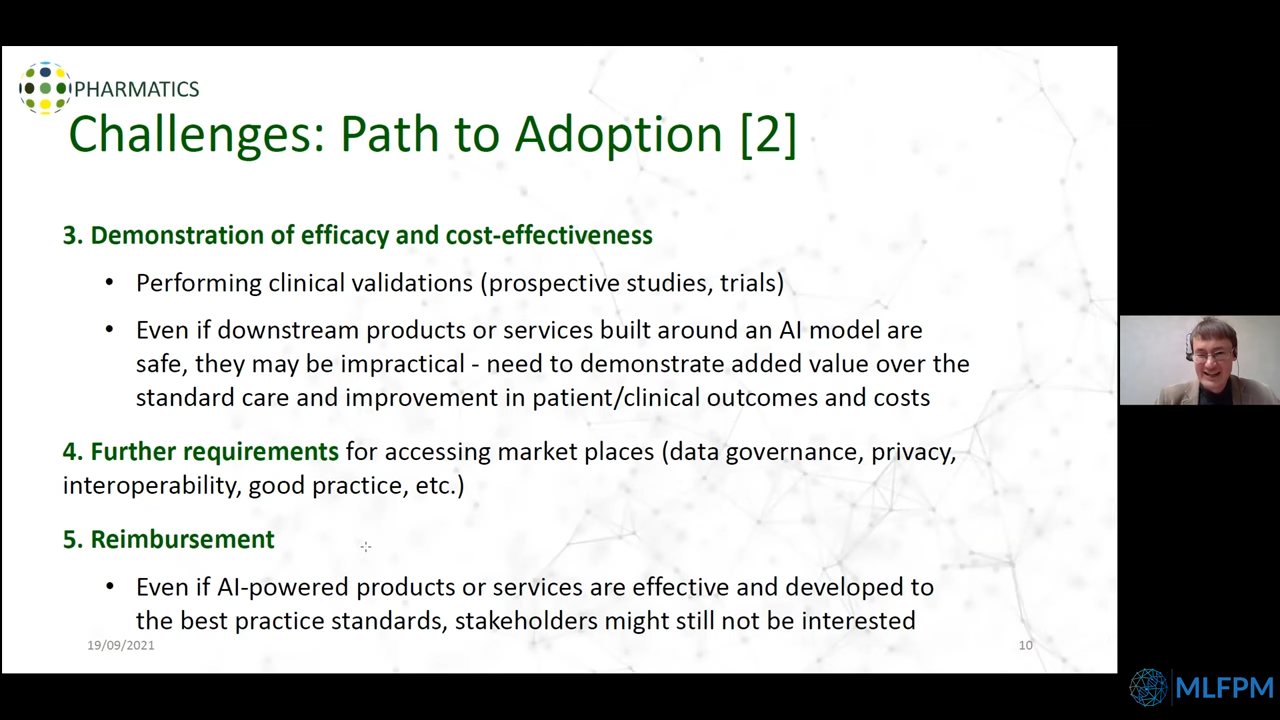 PHARMATICS
Challenges: Path to Adoption [2]
3. Demonstration of efficacy and cost-effectiveness
• Performing clinical validations (prospective studies, trials)
• Even if downstream products or services built around an AI model are
safe, they may be impractical - need to demonstrate added value over the
standard care and improvement in patient/clinical outcomes and costs
4. Further requirements for accessing market places (data governance, privacy,
interoperability, good practice, etc.)
5. Reimbursement
• Even if AI-powered products or services are effective and developed to
the best practice standards, stakeholders might still not be interested
19/09/2021
10
MLFPM